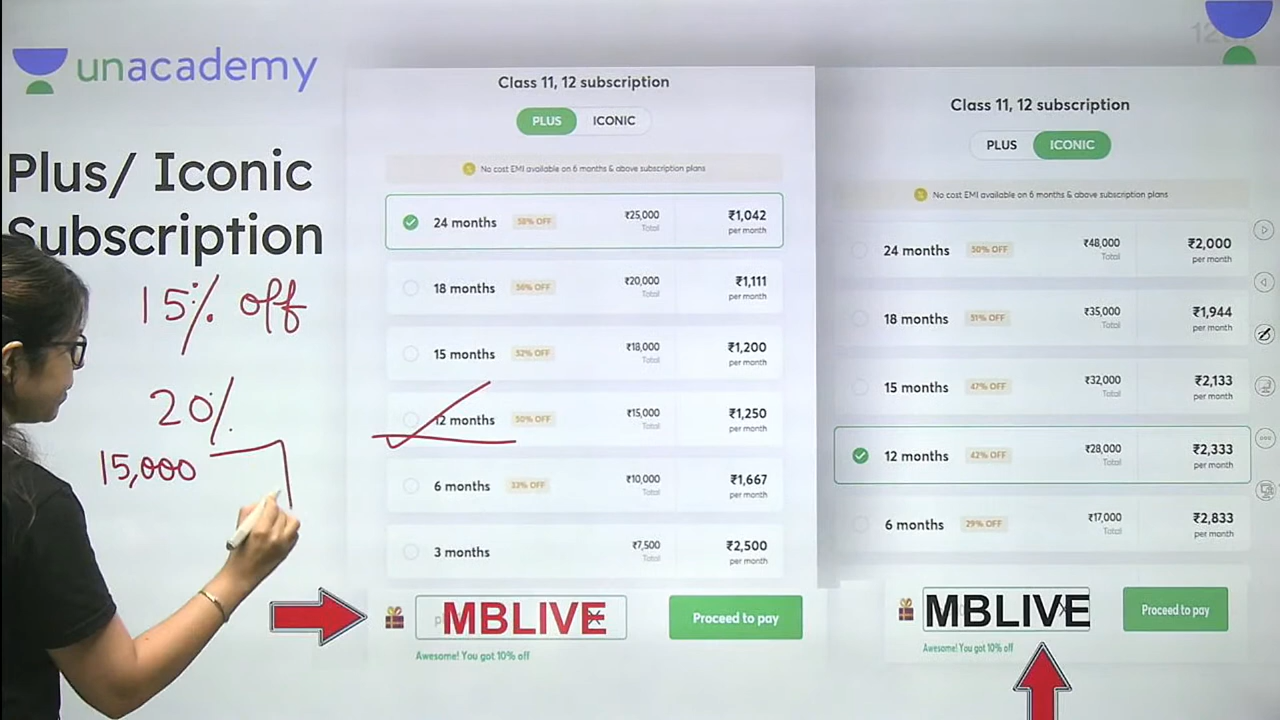 unacademy
Plus/ Iconic
Subscription
15% off
20%
15,000
Class 11, 12 subscription
PLUS ICONIC
No cost EMI available on 6 months & above subscription plans
24 months 58% OFF ₹25,000 Total ₹1,042 per month
18 months 56% OFF ₹20,000 Total ₹1,111 per month
15 months 52% OFF ₹18,000 Total ₹1,200 per month
12 months 50% OFF ₹15,000 Total ₹1,250 per month
6 months 33% OFF ₹10,000 Total ₹1,667 per month
3 months ₹7,500 Total ₹2,500 per month
MBLIVE Proceed to pay
Awesome! You got 10% off
Class 11, 12 subscription
PLUS ICONIC
No cost EMI available on 6 months & above subscription plans
24 months 50% OFF ₹48,000 Total ₹2,000 per month
18 months 51% OFF ₹35,000 Total ₹1,944 per month
15 months 47% OFF ₹32,000 Total ₹2,133 per month
12 months 42% OFF ₹28,000 Total ₹2,333 per month
6 months 29% OFF ₹17,000 Total ₹2,833 per month
MBLIVE Proceed to pay
Awesome! You got 10% off